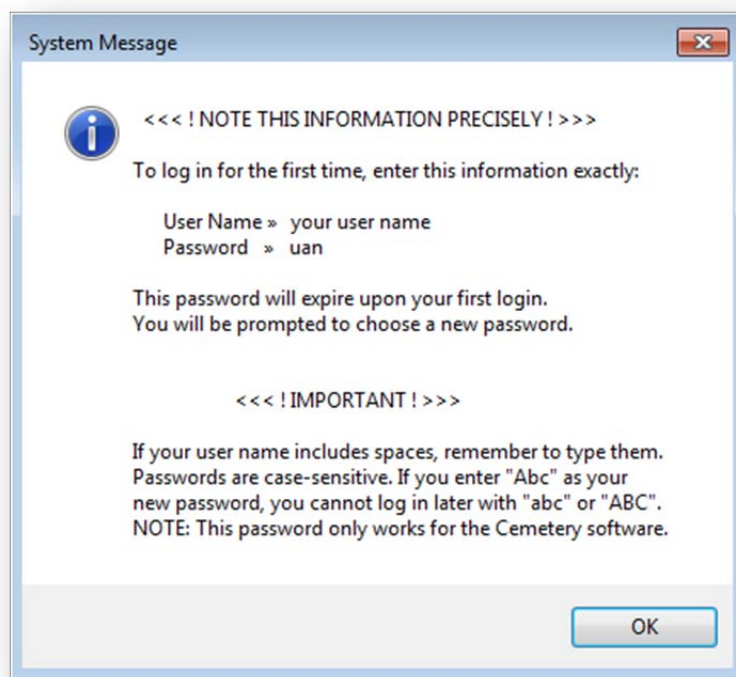 System Message
<<< ! NOTE THIS INFORMATION PRECISELY ! >>>
To log in for the first time, enter this information exactly:
User Name » your user name
Password » uan
This password will expire upon your first login.
You will be prompted to choose a new password.
<<< ! IMPORTANT ! >>>
If your user name includes spaces, remember to type them.
Passwords are case-sensitive. If you enter "Abc" as your
new password, you cannot log in later with "abc" or "ABC".
NOTE: This password only works for the Cemetery software.
OK